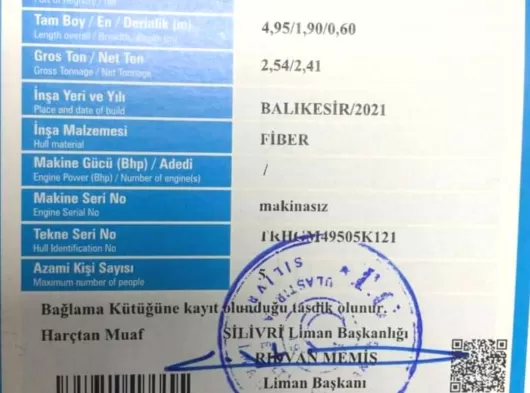 Tam Boy / En / Derinlik (m)
Length overall / Breadth / Depth (m)
4,95/1,90/0,60
Gros Ton / Net Ton
Gross Tonnage / Net Tonnage
2,54/2,41
İnşa Yeri ve Yılı
Place and date of build
BALIKESİR/2021
İnşa Malzemesi
Hull material
FİBER
Makine Gücü (Bhp) / Adedi
Engine Power (Bhp) / Number of engine(s)
/
Makine Seri No
Engine Serial No
makinasız
Tekne Seri No
Hull Identification No
Azami Kişi Sayısı
Maximum number of people
5
Bağlama Kütüğüne kayıt olunduğu tasdik olunur.
Harçtan Muaf
SİLİVRİ Liman Başkanlığı
RIDVAN MEMİŞ
Liman Başkanı